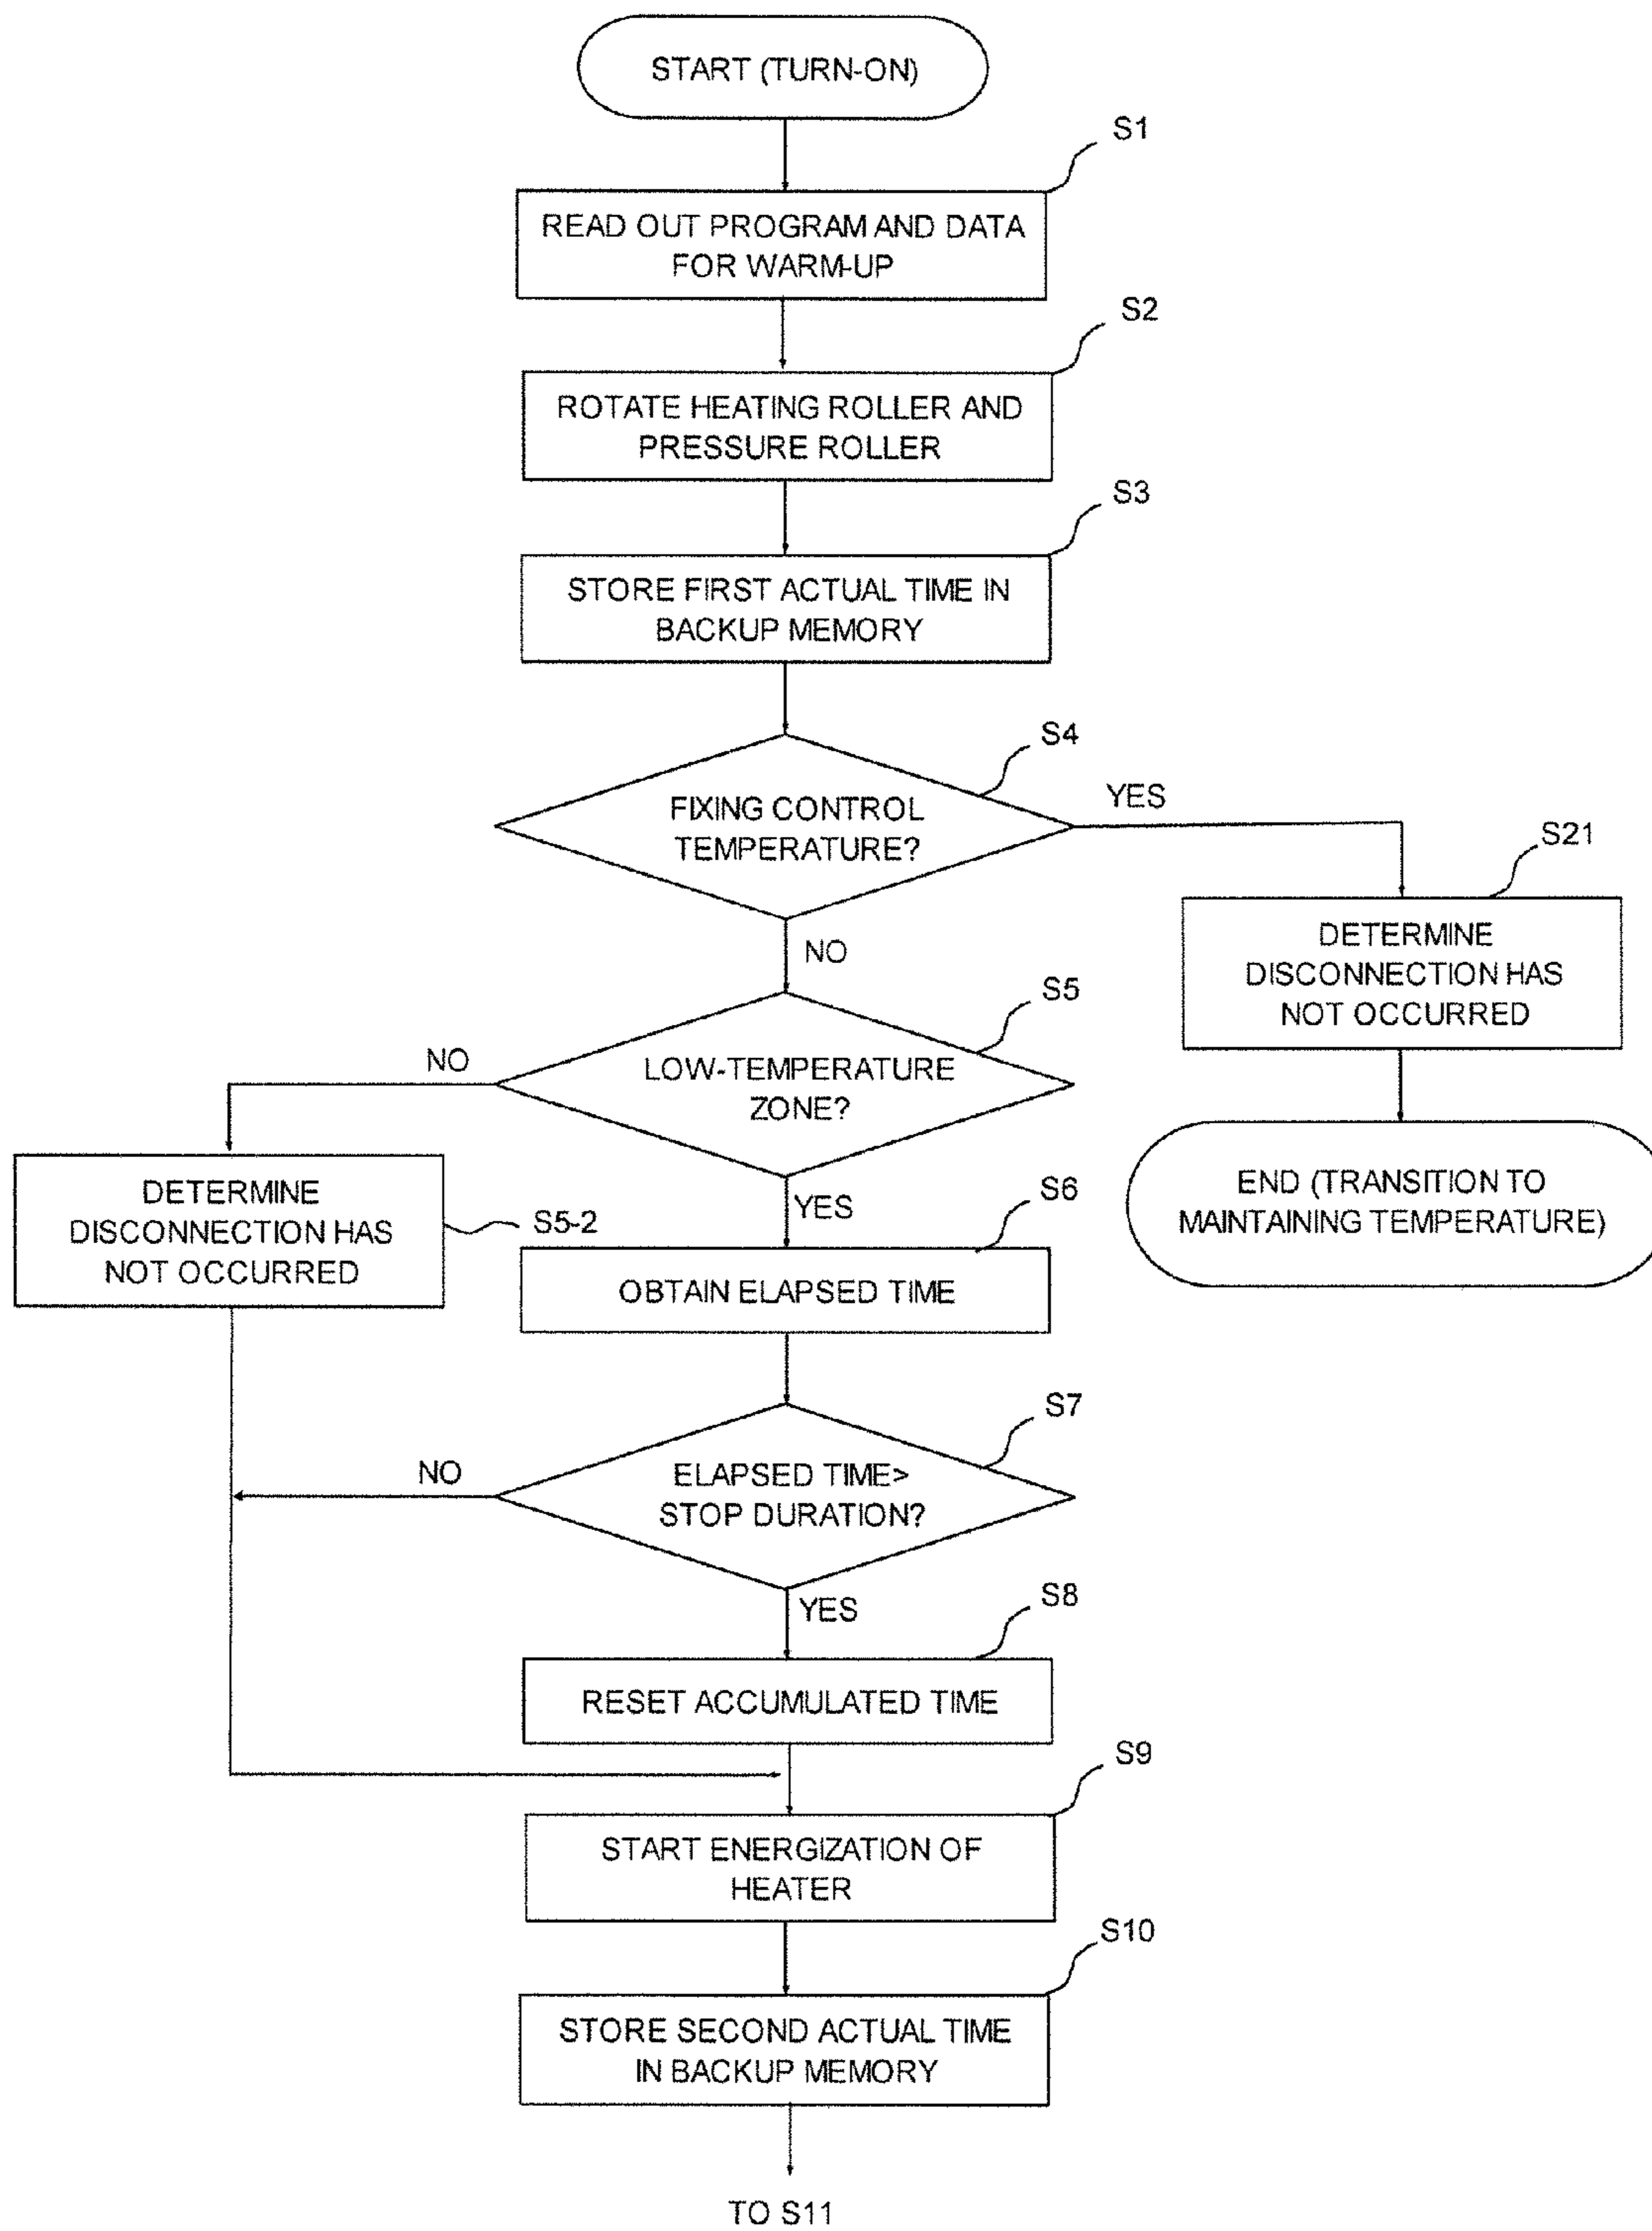 START (TURN-ON)
S1
READ OUT PROGRAM AND DATA
FOR WARM-UP
S2
ROTATE HEATING ROLLER AND
PRESSURE ROLLER
S3
STORE FIRST ACTUAL TIME IN
BACKUP MEMORY
S4
FIXING CONTROL
TEMPERATURE?
YES
S21
DETERMINE
DISCONNECTION HAS
NOT OCCURRED
END (TRANSITION TO
MAINTAINING TEMPERATURE)
NO
S5
LOW-TEMPERATURE
ZONE?
NO
DETERMINE
DISCONNECTION HAS
NOT OCCURRED
S5-2
YES
S6
OBTAIN ELAPSED TIME
S7
ELAPSED TIME>
STOP DURATION?
NO
YES
S8
RESET ACCUMULATED TIME
S9
START ENERGIZATION OF
HEATER
S10
STORE SECOND ACTUAL TIME
IN BACKUP MEMORY
TO S11